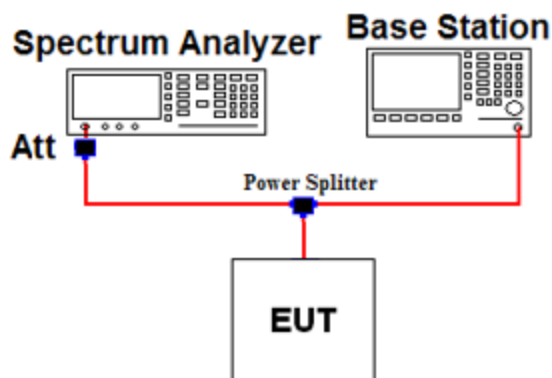 Spectrum Analyzer
Base Station
Att
Power Splitter
EUT